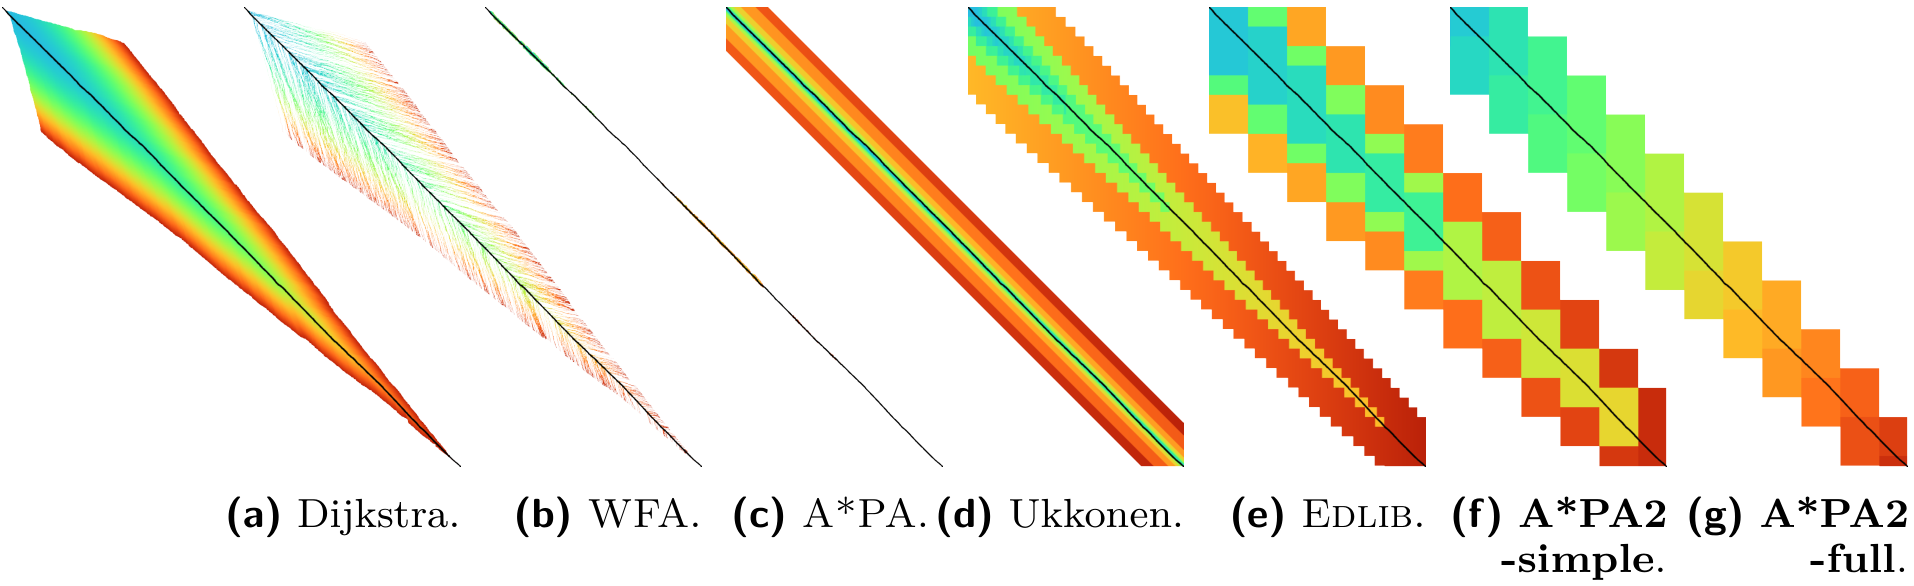 (a) Dijkstra. (b) WFA. (c) A*PA. (d) Ukkonen. (e) EDLIB. (f) A*PA2 (g) A*PA2
-simple. -full.